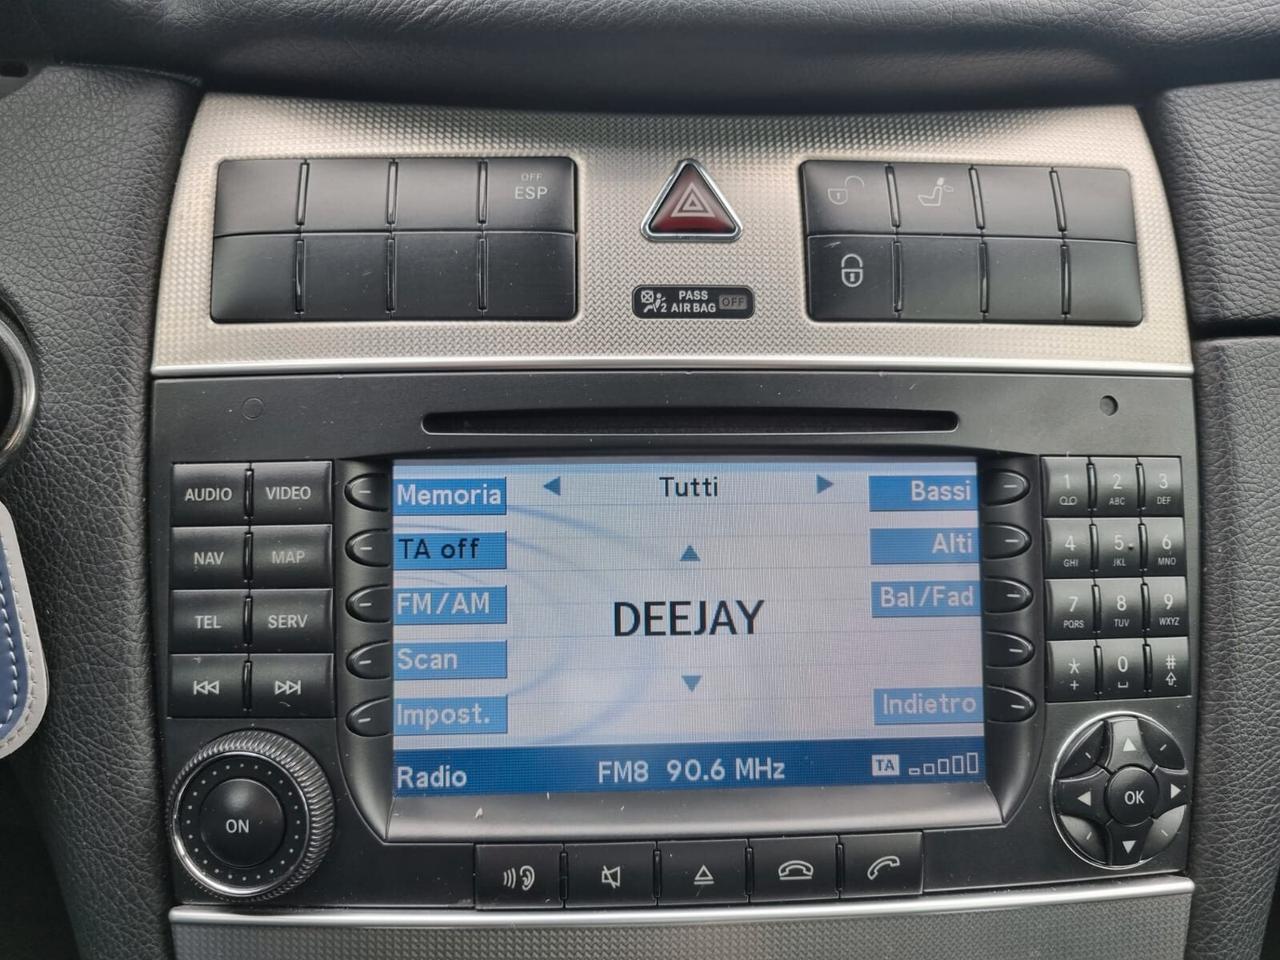 OFF
ESP
PASS
2 AIRBAG OFF
AUDIO VIDEO
NAV MAP
TEL SERV
ON
Memoria
TA off
FM/AM
Scan
Impost.
Tutti
DEEJAY
Bassi
Alti
Bal/Fad
Indietro
Radio FM8 90.6 MHz TA
1 2 3
ABC DEF
4 5 6
GHI JKL MNO
7 8 9
PQRS TUV WXYZ
* 0 #
+
OK